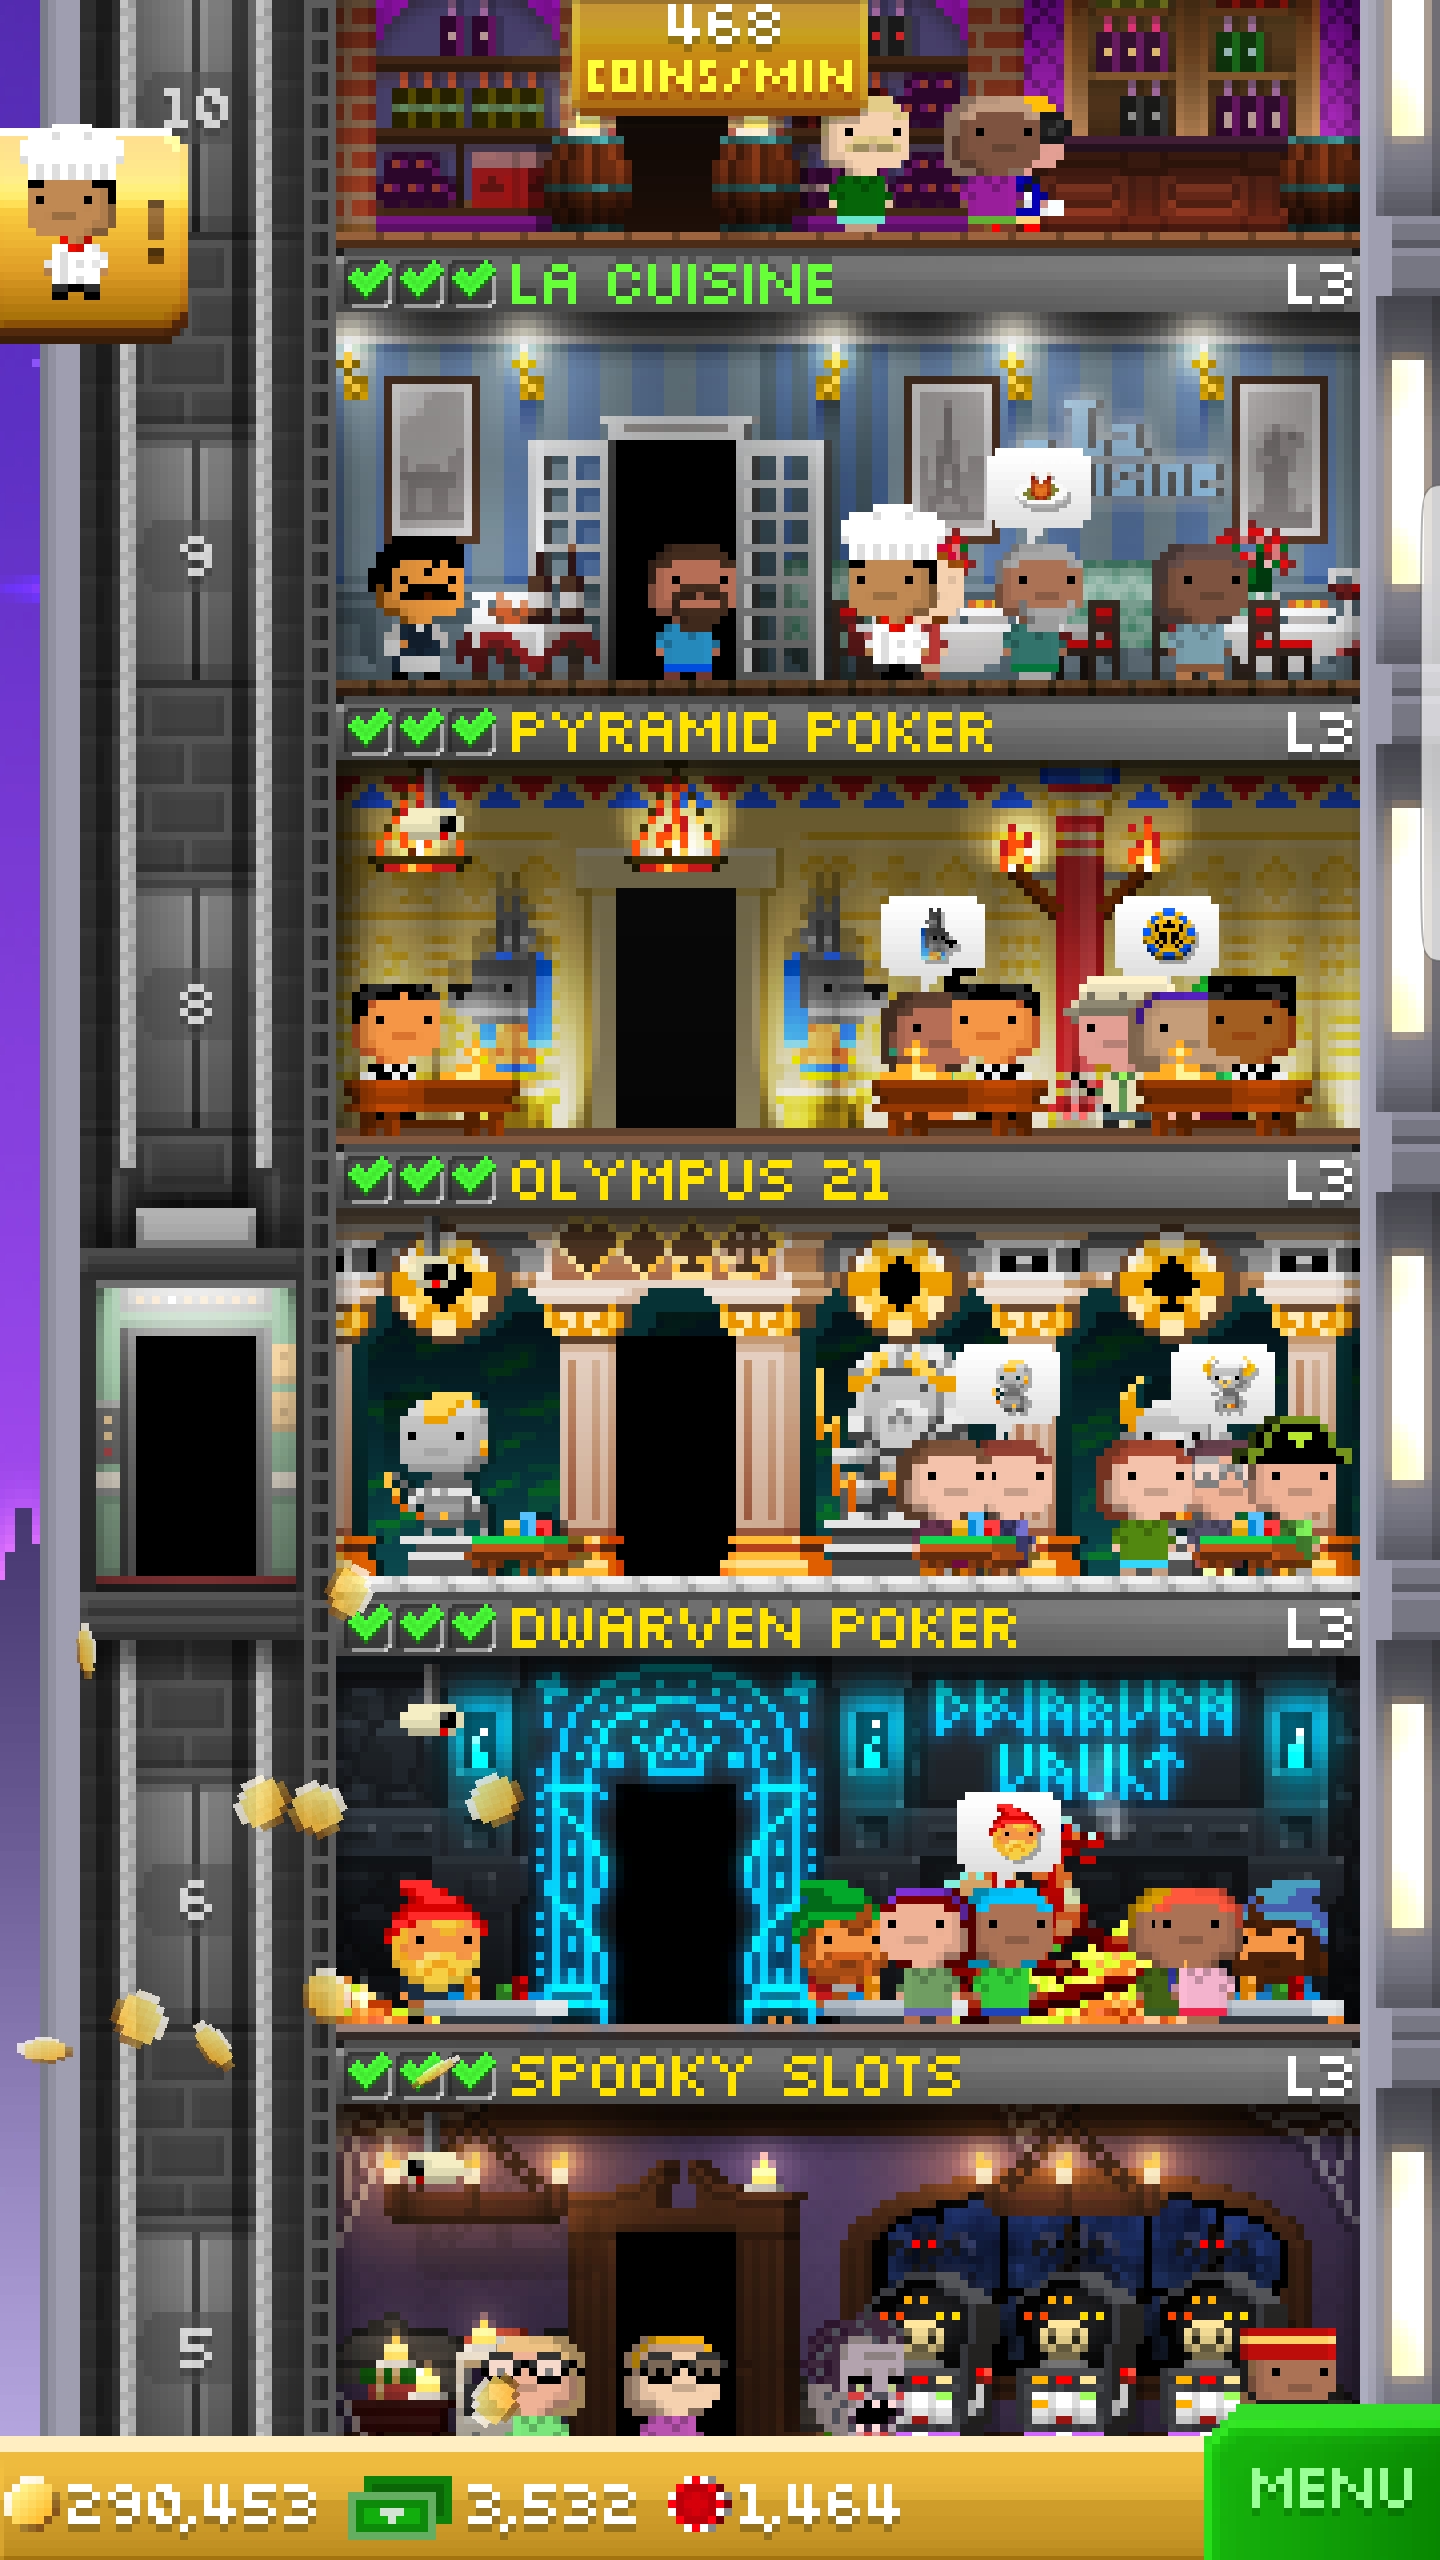 468
COINS/MIN
10
LA CUISINE L3
La
9
PYRAMID POKER L3
8
OLYMPUS 21 L3
DWARVEN POKER L3
DWARVEN
VAULT
6
SPOOKY SLOTS L3
5
290,453 3,532 1,464 MENU